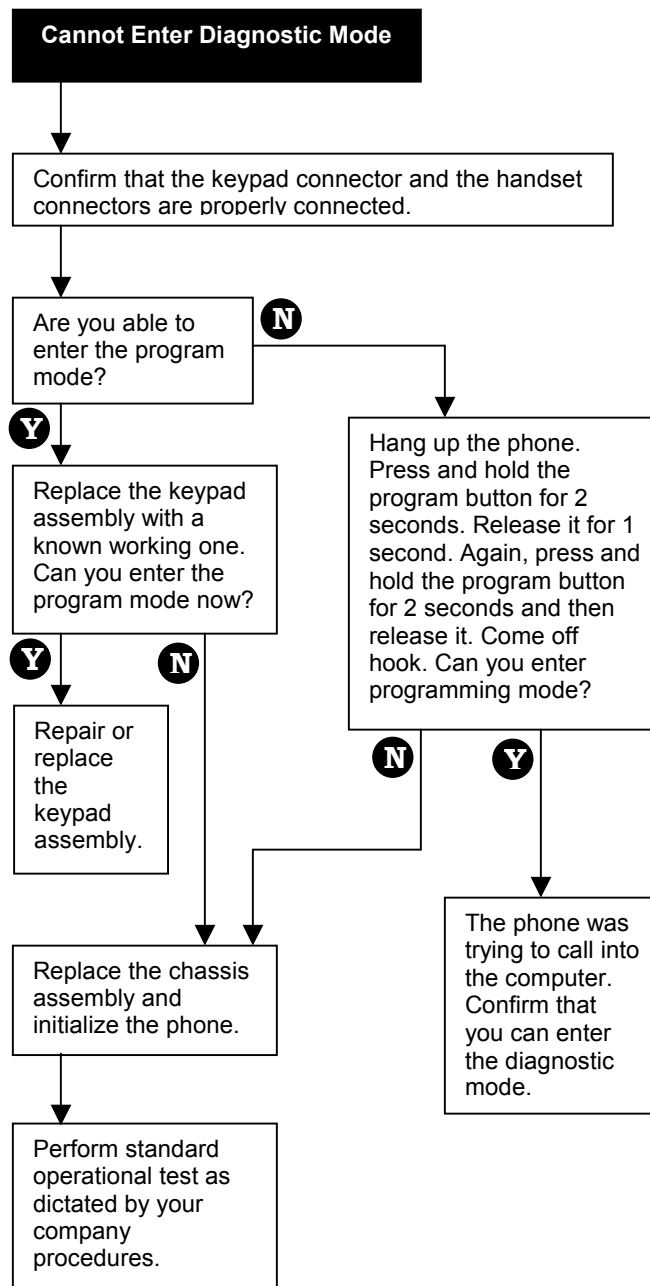 Cannot Enter Diagnostic Mode
Confirm that the keypad connector and the handset
connectors are properly connected.
Are you able to
enter the program
mode?
N
Y
Replace the keypad
assembly with a
known working one.
Can you enter the
program mode now?
Hang up the phone.
Press and hold the
program button for 2
seconds. Release it for 1
second. Again, press and
hold the program button
for 2 seconds and then
release it. Come off
hook. Can you enter
programming mode?
Y
N
N
Y
Repair or
replace
the
keypad
assembly.
The phone was
trying to call into
the computer.
Confirm that
you can enter
the diagnostic
mode.
Replace the chassis
assembly and
initialize the phone.
Perform standard
operational test as
dictated by your
company
procedures.